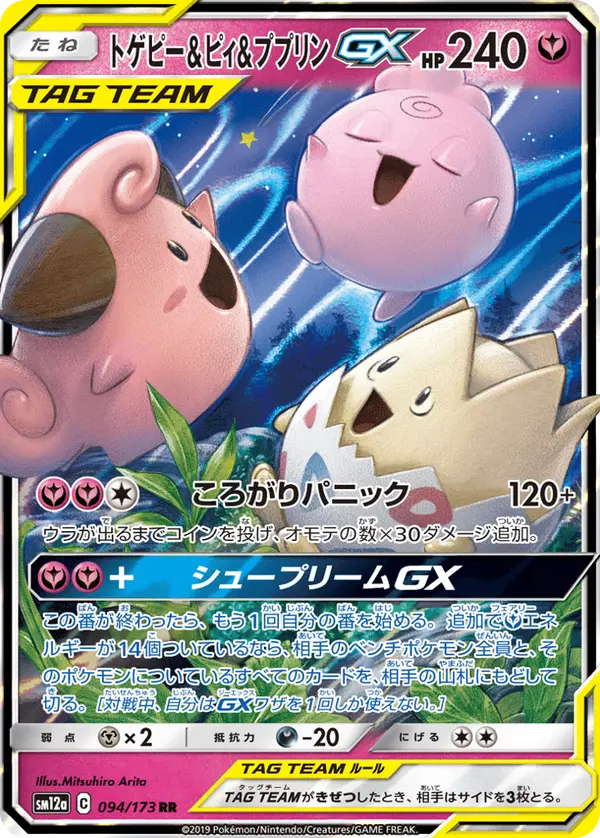 たね トゲピー&ピィ&ププリンGX HP240
TAG TEAM
ころがりパニック 120+
ウラが出るまでコインを投げ、オモテの数×30ダメージ追加。
+ シュープリームGX
この番が終わったら、もう1回自分の番を始める。追加でエネ
ルギーが14個ついているなら、相手のベンチポケモン全員と、そ
のポケモンについているすべてのカードを、相手の山札にもどして
切る。[対戦中、自分はGXワザを1回しか使えない。]
弱点 ×2 抵抗力 -20 にげる
TAG TEAM ルール
Illus.Mitsuhiro Arita
TAG TEAMがきぜつしたとき、相手はサイドを3枚とる。
sm12a C 094/173 RR
©2019 Pokémon/Nintendo/Creatures/GAME FREAK.